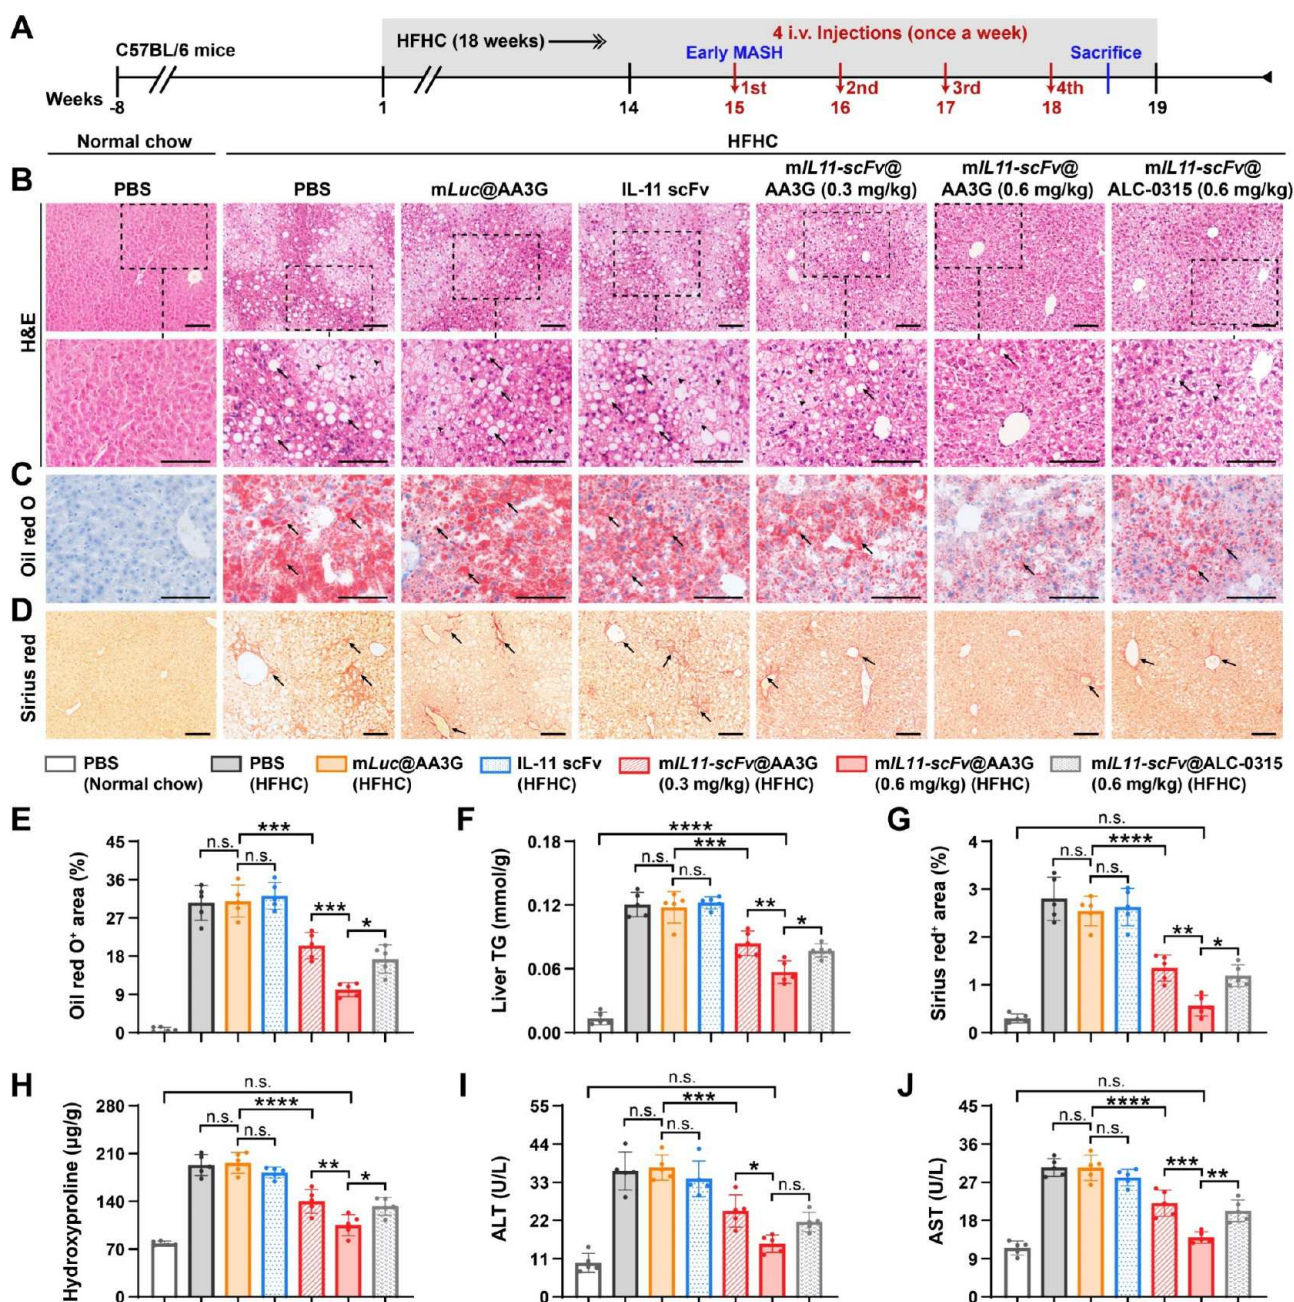 A
C57BL/6 mice
HFHC (18 weeks)
4 i.v. Injections (once a week)
Early MASH
Sacrifice
1st
2nd
3rd
4th
Weeks
-8
1
14
15
16
17
18
19
Normal chow
HFHC
B
PBS
PBS
mLuc@AA3G
IL-11 scFv
mIL11-scFv@
AA3G (0.3 mg/kg)
mIL11-scFv@
AA3G (0.6 mg/kg)
mIL11-scFv@
ALC-0315 (0.6 mg/kg)
H&E
C
Oil red O
D
Sirius red
PBS
(Normal chow)
PBS
(HFHC)
mLuc@AA3G
(HFHC)
IL-11 scFv
(HFHC)
mIL11-scFv@AA3G
(0.3 mg/kg) (HFHC)
mIL11-scFv@AA3G
(0.6 mg/kg) (HFHC)
mIL11-scFv@ALC-0315
(0.6 mg/kg) (HFHC)
E
Oil red O+ area (%)
45
36
27
18
9
0
***
n.s.
n.s.
***
*
F
Liver TG (mmol/g)
0.18
0.12
0.06
0.00
****
***
n.s.
n.s.
**
*
G
Sirius red+ area (%)
4
3
2
1
0
n.s.
****
n.s.
n.s.
**
*
H
Hydroxyproline (μg/g)
280
210
140
70
0
n.s.
****
n.s.
n.s.
**
*
I
ALT (U/L)
55
44
33
22
11
0
n.s.
***
n.s.
n.s.
*
n.s.
J
AST (U/L)
45
36
27
18
9
0
n.s.
****
n.s.
n.s.
***
**